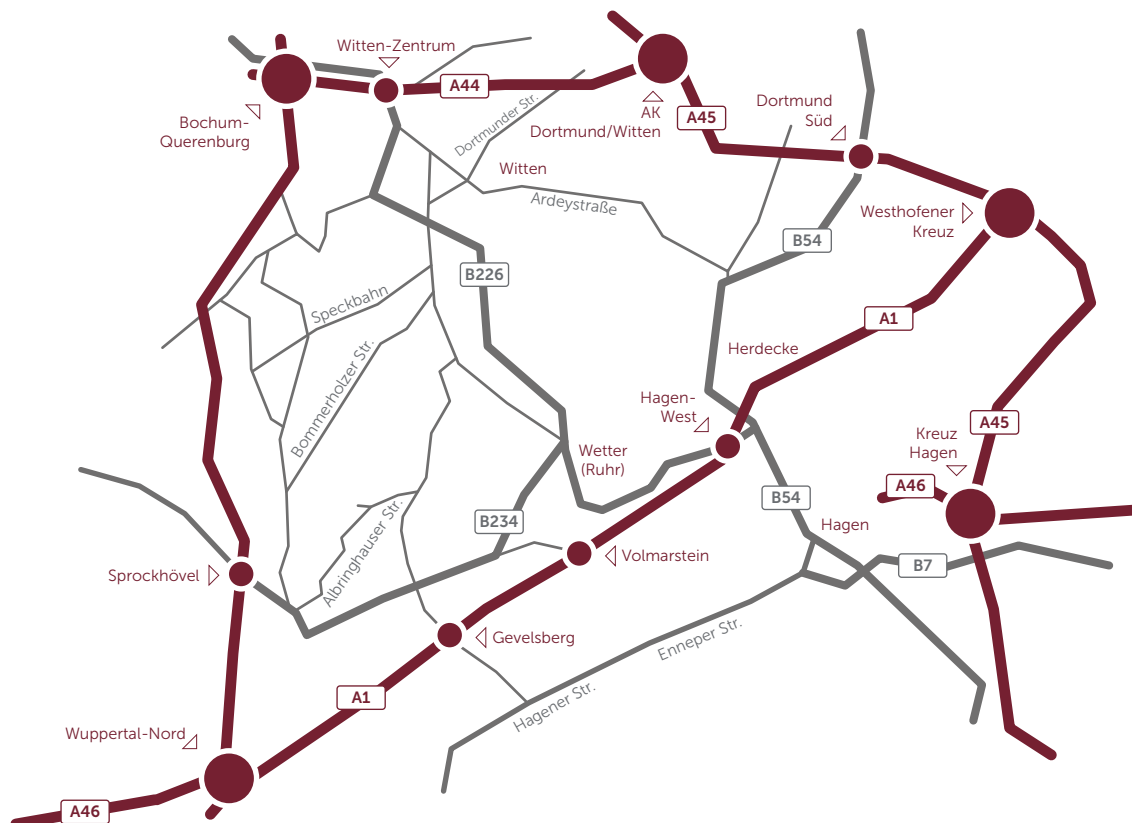 Witten-Zentrum
A44
Bochum-
Querenburg
Dortmunder Str.
AK
Dortmund/Witten
A45
Dortmund
Süd
Witten
Ardeystraße
Westhofener
Kreuz
B54
B226
Speckbahn
A1
Bommerholzer Str.
Herdecke
Hagen-
West
A45
Kreuz
Hagen
Wetter
(Ruhr)
A46
B54
B234
Albringhauser Str.
Hagen
Volmarstein
B7
Sprockhövel
Gevelsberg
Enneper Str.
A1
Hagener Str.
Wuppertal-Nord
A46